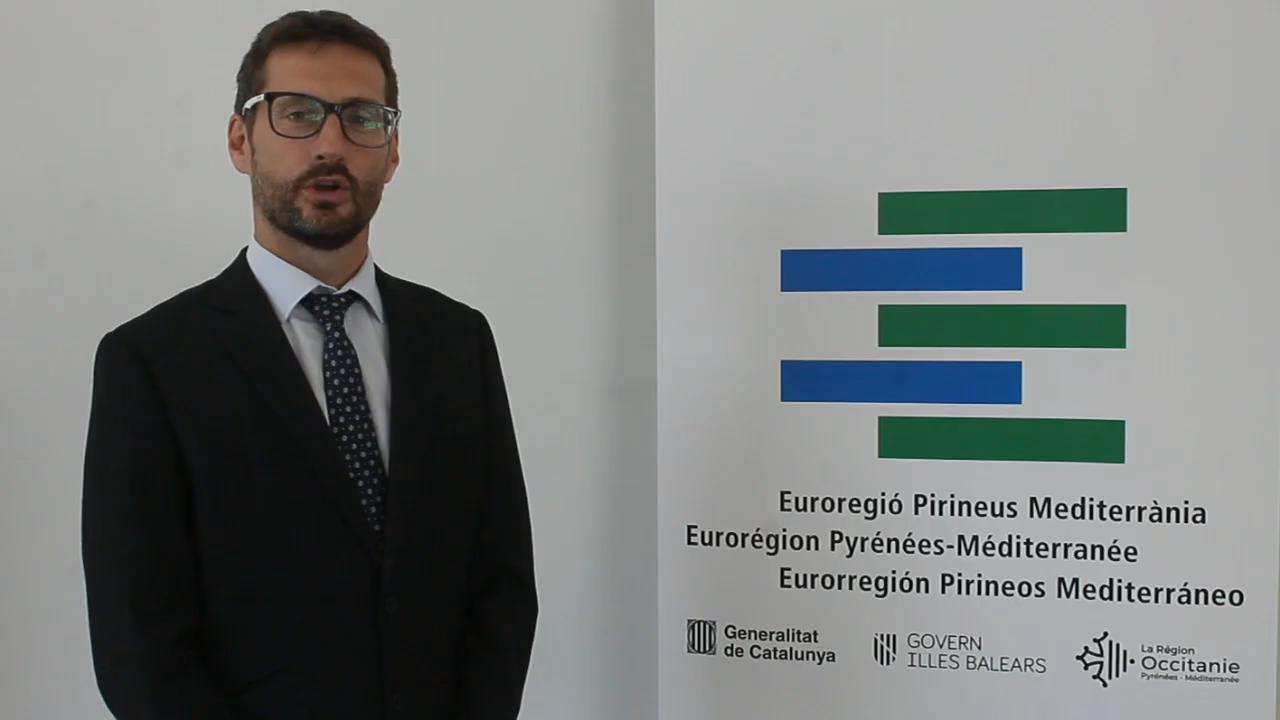 Euroregió Pirineus Mediterrània
Eurorégion Pyrénées-Méditerranée
Eurorregión Pirineos Mediterráneo
Generalitat
de Catalunya
GOVERN
ILLES BALEARS
La Région
Occitanie
Pyrénées - Méditerranée